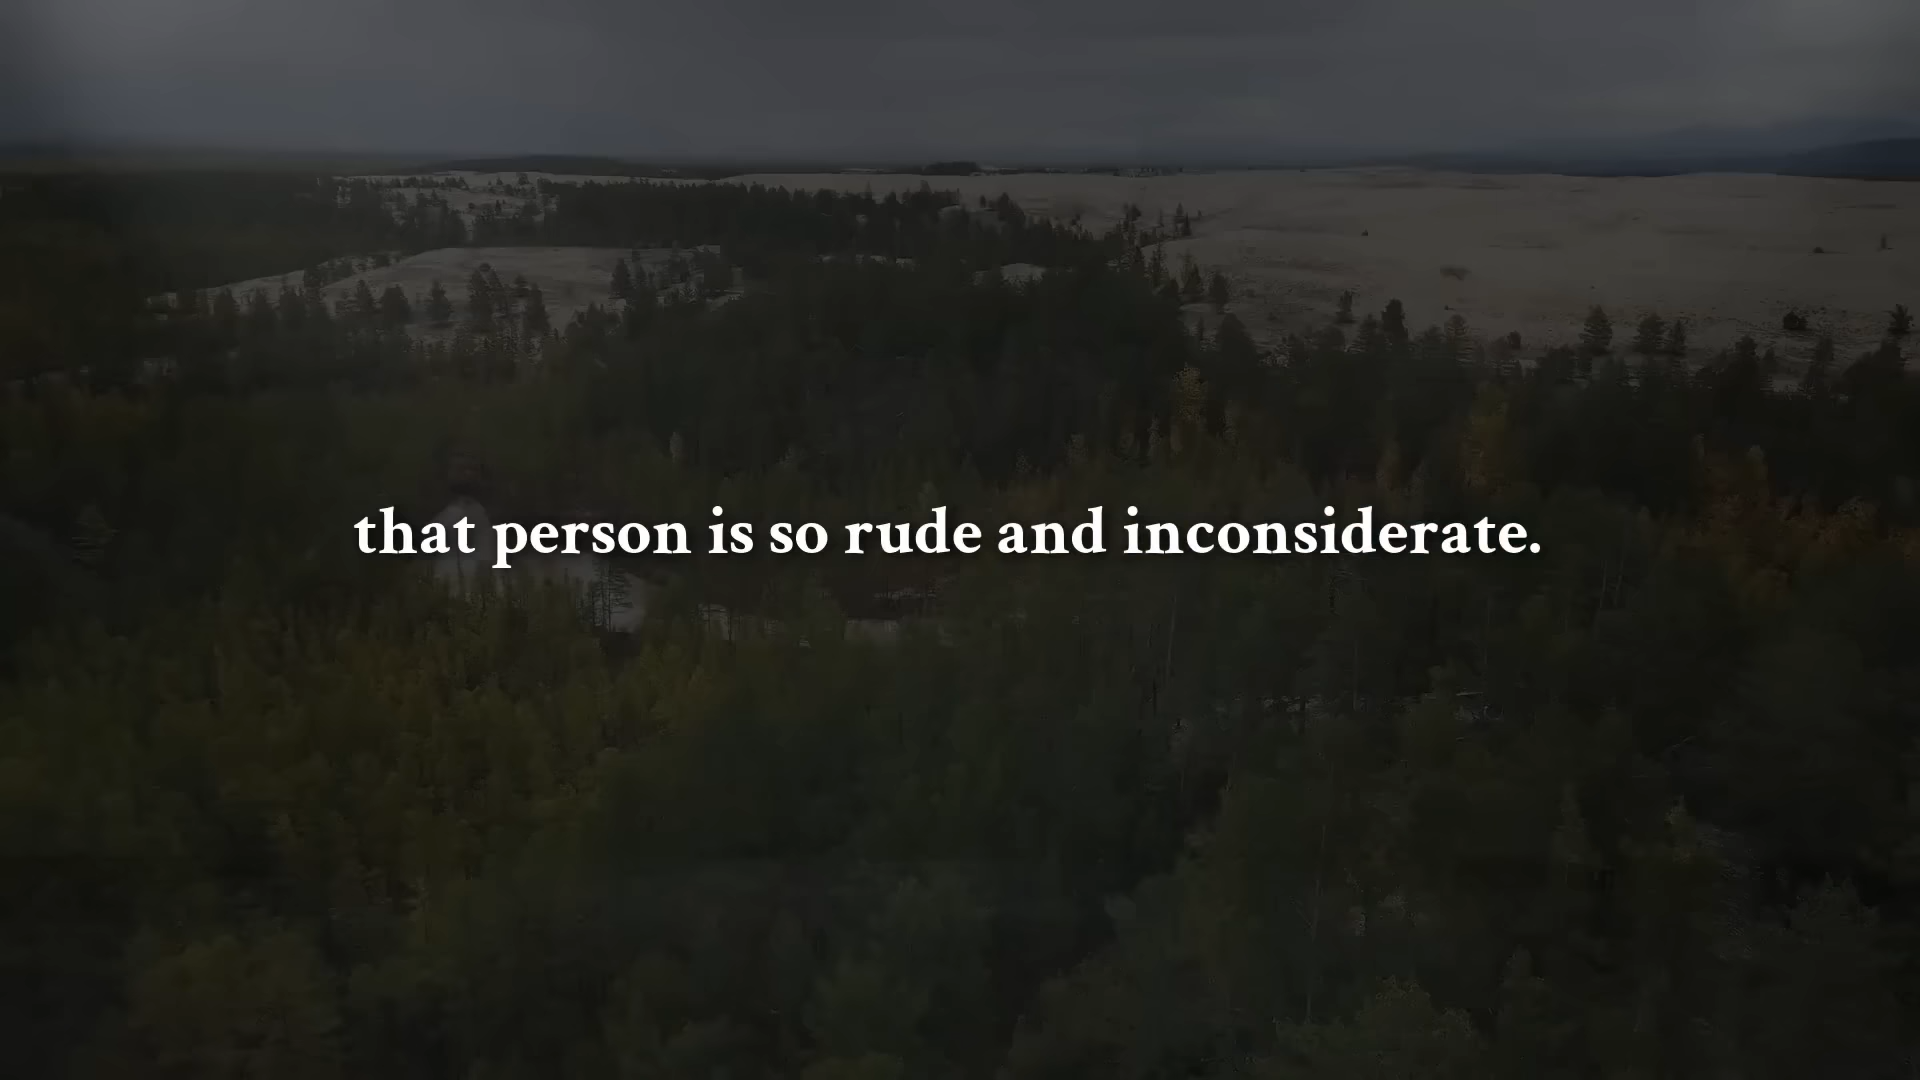 that person is so rude and inconsiderate.